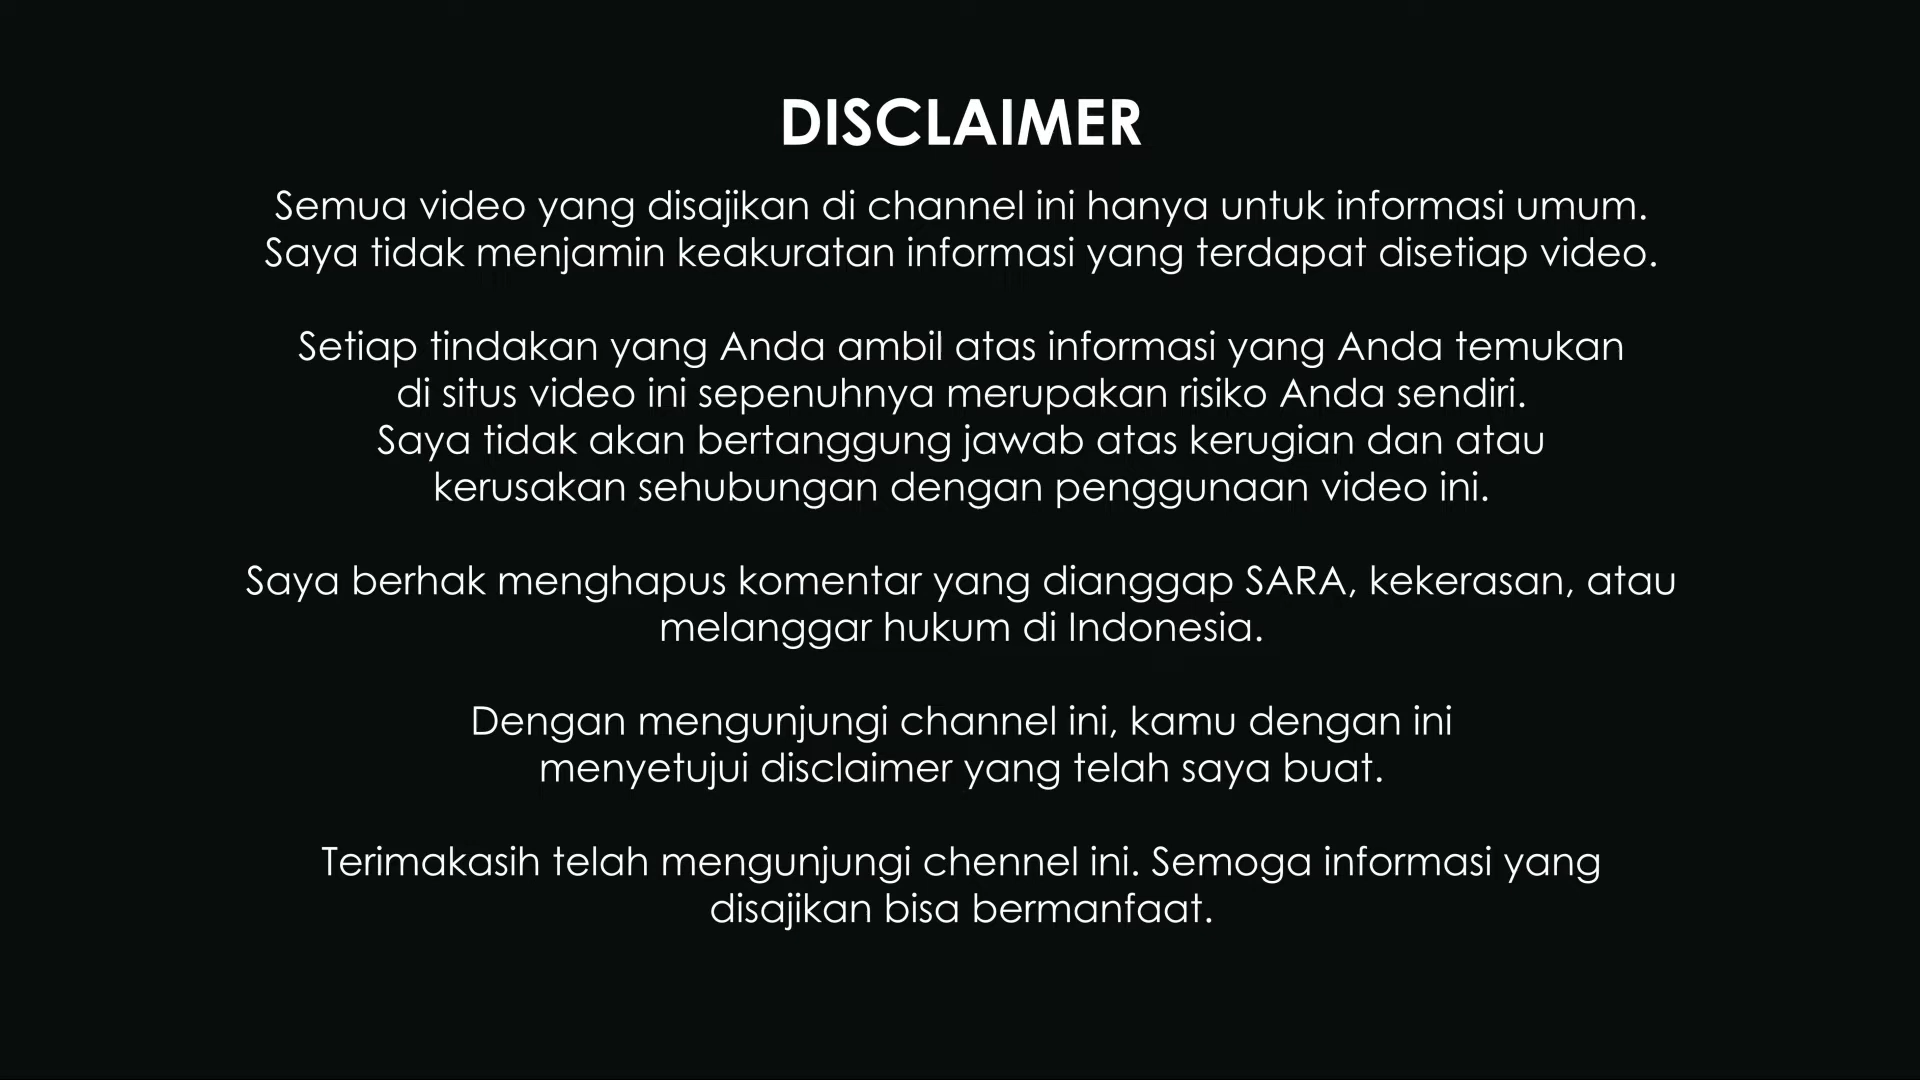 DISCLAIMER
Semua video yang disajikan di channel ini hanya untuk informasi umum.
Saya tidak menjamin keakuratan informasi yang terdapat disetiap video.
Setiap tindakan yang Anda ambil atas informasi yang Anda temukan
di situs video ini sepenuhnya merupakan risiko Anda sendiri.
Saya tidak akan bertanggung jawab atas kerugian dan atau
kerusakan sehubungan dengan penggunaan video ini.
Saya berhak menghapus komentar yang dianggap SARA, kekerasan, atau
melanggar hukum di Indonesia.
Dengan mengunjungi channel ini, kamu dengan ini
menyetujui disclaimer yang telah saya buat.
Terimakasih telah mengunjungi chennel ini. Semoga informasi yang
disajikan bisa bermanfaat.